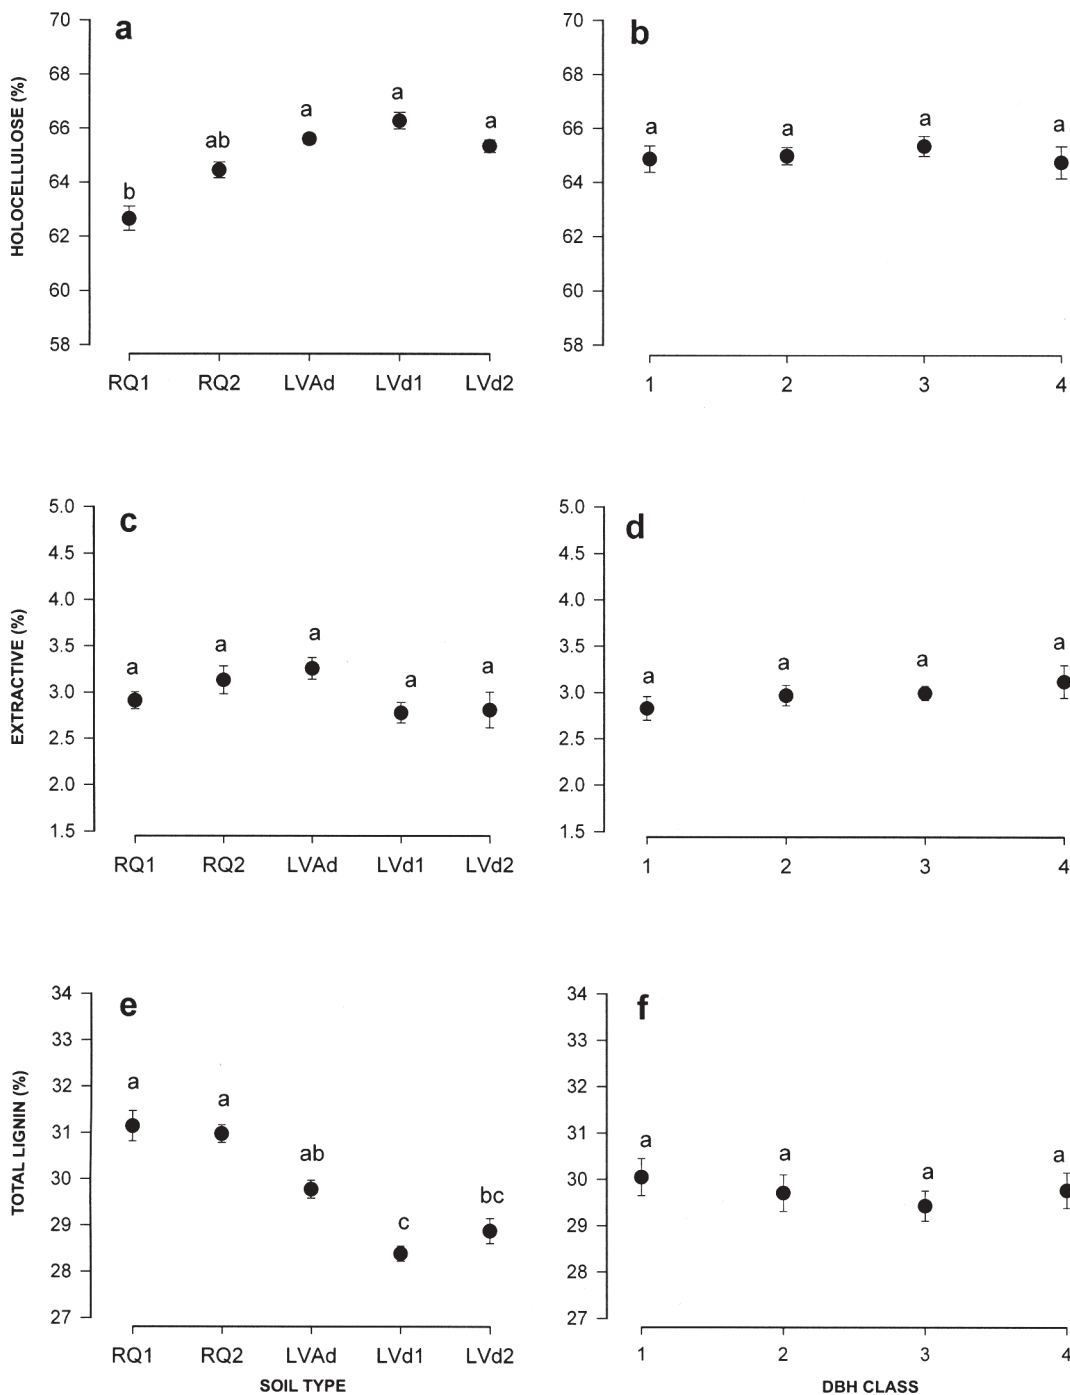 a
HOLOCELLULOSE (%)
70
68
66
64
62
60
58
b ab a a a
RQ1 RQ2 LVAd LVd1 LVd2
b
70
68
66
64
62
60
58
a a a a
1 2 3 4
c
EXTRACTIVE (%)
5.0
4.5
4.0
3.5
3.0
2.5
2.0
1.5
a a a a a
RQ1 RQ2 LVAd LVd1 LVd2
d
5.0
4.5
4.0
3.5
3.0
2.5
2.0
1.5
a a a a
1 2 3 4
e
TOTAL LIGNIN (%)
34
33
32
31
30
29
28
27
a a ab c bc
RQ1 RQ2 LVAd LVd1 LVd2
SOIL TYPE
f
34
33
32
31
30
29
28
27
a a a a
1 2 3 4
DBH CLASS